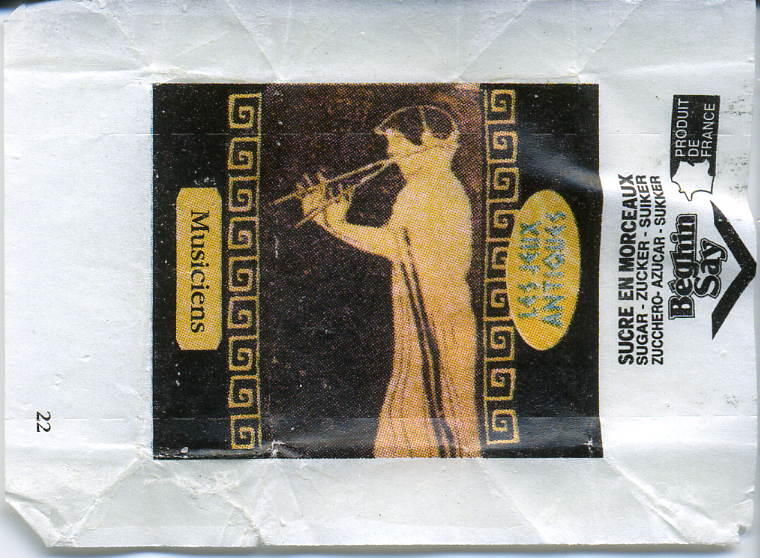 Musiciens
LES JEUX
ANTIQUES
22
SUCRE EN MORCEAUX
SUGAR - ZUCKER - SUIKER
ZUCCHERO - AZUCAR - SUKKER
Béghin
Say
PRODUIT
DE
FRANCE